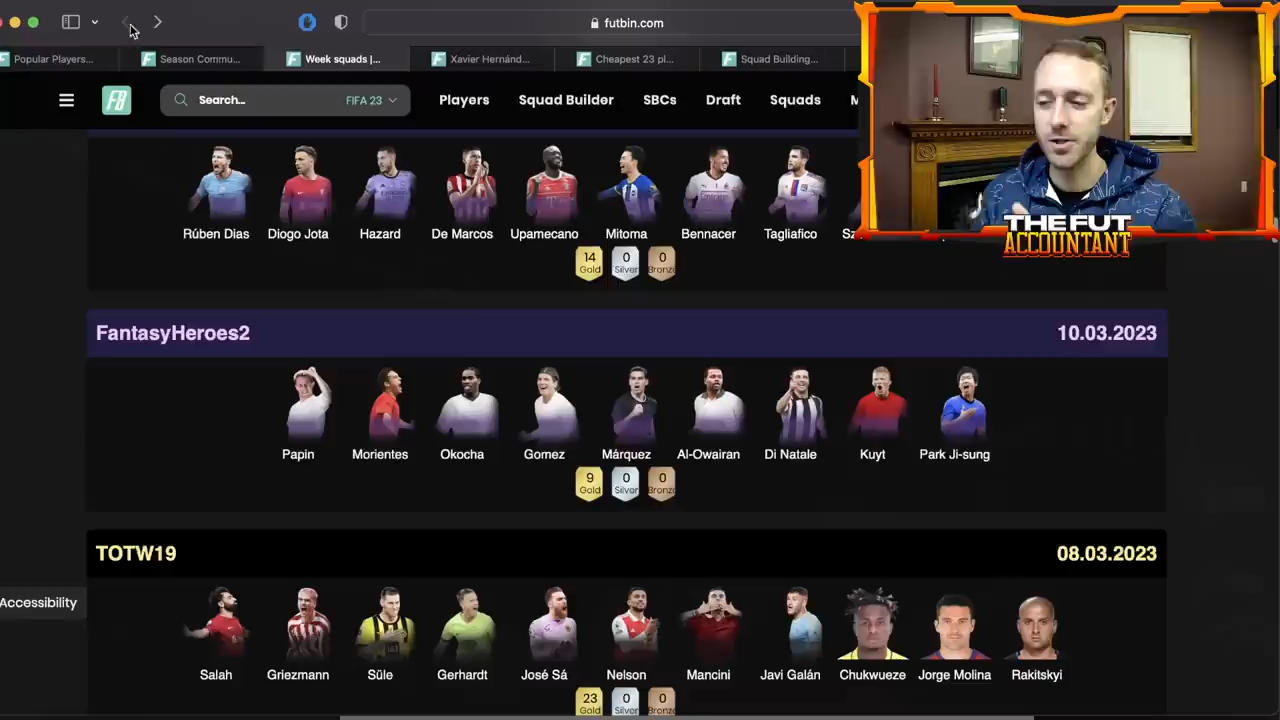 futbin.com
Popular Players...
Season Commu...
Week squads |...
Xavier Hernánd...
Cheapest 23 pl...
Squad Building...
FB
Search...
FIFA 23
Players
Squad Builder
SBCs
Draft
Squads
M
THE FUT
ACCOUNTANT
Rúben Dias
Diogo Jota
Hazard
De Marcos
Upamecano
Mitoma
Bennacer
Tagliafico
Sz
14
Gold
0
Silver
0
Bronze
FantasyHeroes2
10.03.2023
Papin
Morientes
Okocha
Gomez
Márquez
Al-Owairan
Di Natale
Kuyt
Park Ji-sung
9
Gold
0
Silver
0
Bronze
TOTW19
08.03.2023
Accessibility
Salah
Griezmann
Süle
Gerhardt
José Sá
Nelson
Mancini
Javi Galán
Chukwueze
Jorge Molina
Rakitskyi
23
Gold
0
Silver
0
Bronze